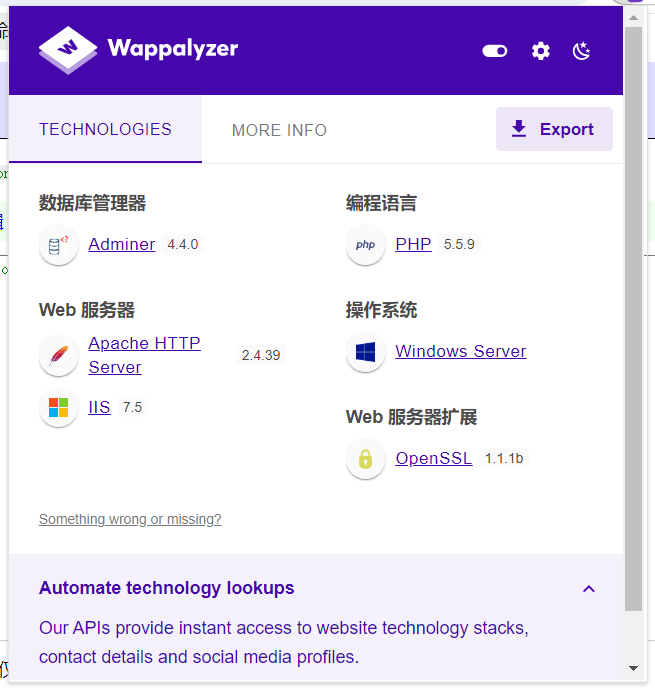 Wappalyzer
TECHNOLOGIES
MORE INFO
Export
数据库管理器
Adminer 4.4.0
Web 服务器
Apache HTTP
Server
2.4.39
IIS 7.5
编程语言
php PHP 5.5.9
操作系统
Windows Server
Web 服务器扩展
OpenSSL 1.1.1b
Something wrong or missing?
Automate technology lookups
Our APIs provide instant access to website technology stacks,
contact details and social media profiles.